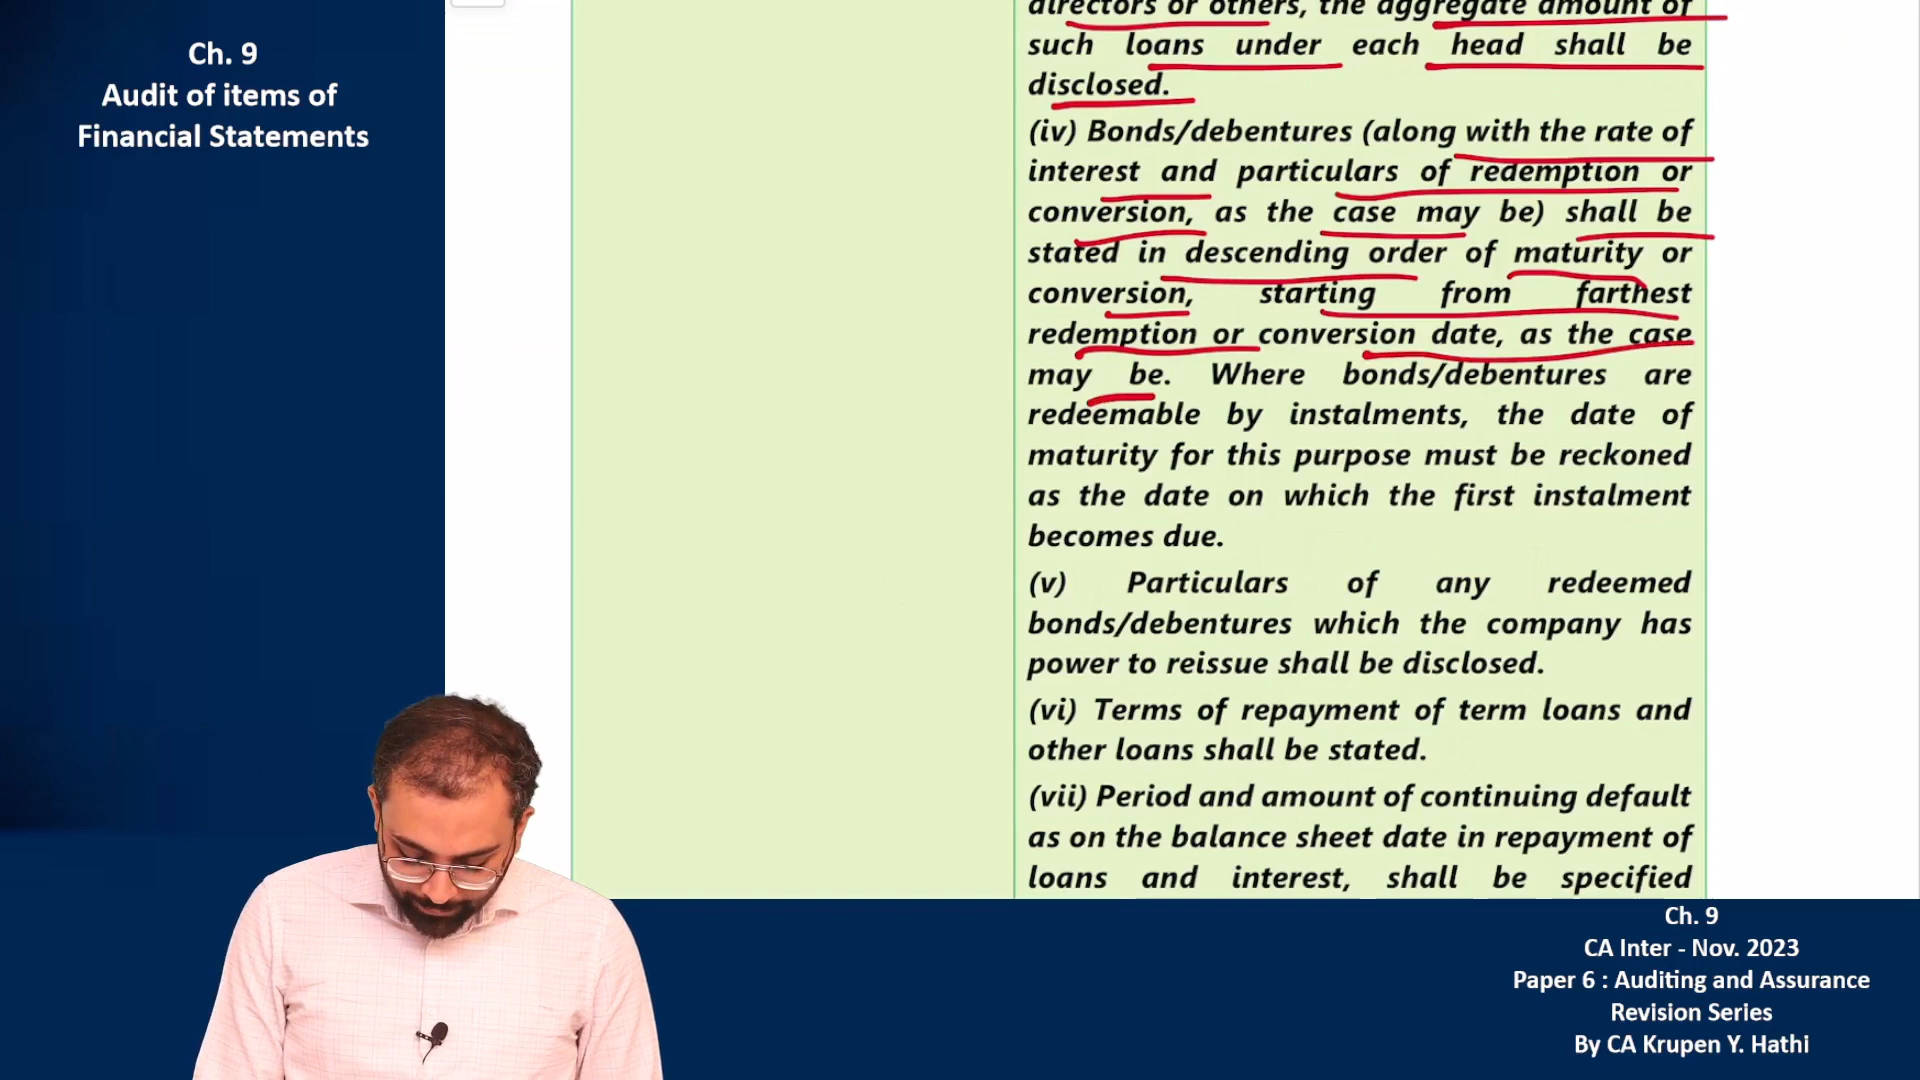 Ch. 9
Audit of items of
Financial Statements
directors or others, the aggregate amount of
such loans under each head shall be
disclosed.
(iv) Bonds/debentures (along with the rate of
interest and particulars of redemption or
conversion, as the case may be) shall be
stated in descending order of maturity or
conversion, starting from farthest
redemption or conversion date, as the case
may be. Where bonds/debentures are
redeemable by instalments, the date of
maturity for this purpose must be reckoned
as the date on which the first instalment
becomes due.
(v) Particulars of any redeemed
bonds/debentures which the company has
power to reissue shall be disclosed.
(vi) Terms of repayment of term loans and
other loans shall be stated.
(vii) Period and amount of continuing default
as on the balance sheet date in repayment of
loans and interest, shall be specified
Ch. 9
CA Inter - Nov. 2023
Paper 6 : Auditing and Assurance
Revision Series
By CA Krupen Y. Hathi